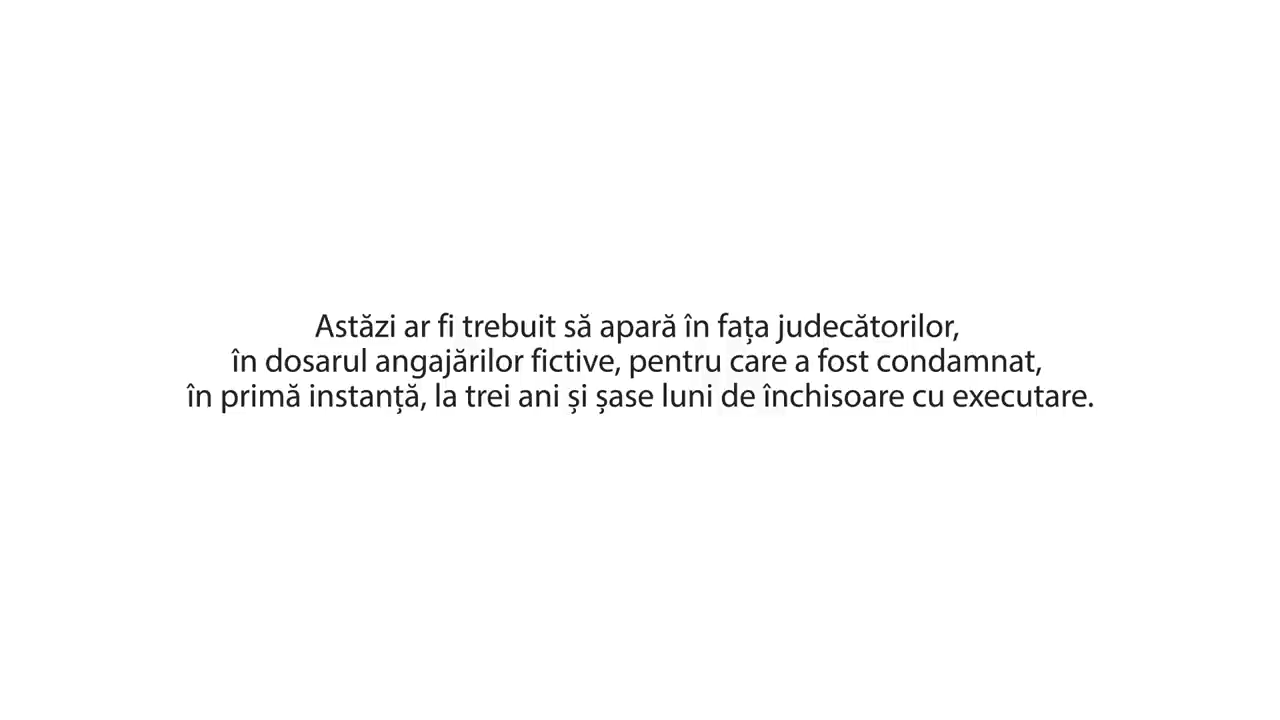 Astăzi ar fi trebuit să apară în fața judecătorilor,
în dosarul angajărilor fictive, pentru care a fost condamnat,
în primă instanță, la trei ani și șase luni de închisoare cu executare.